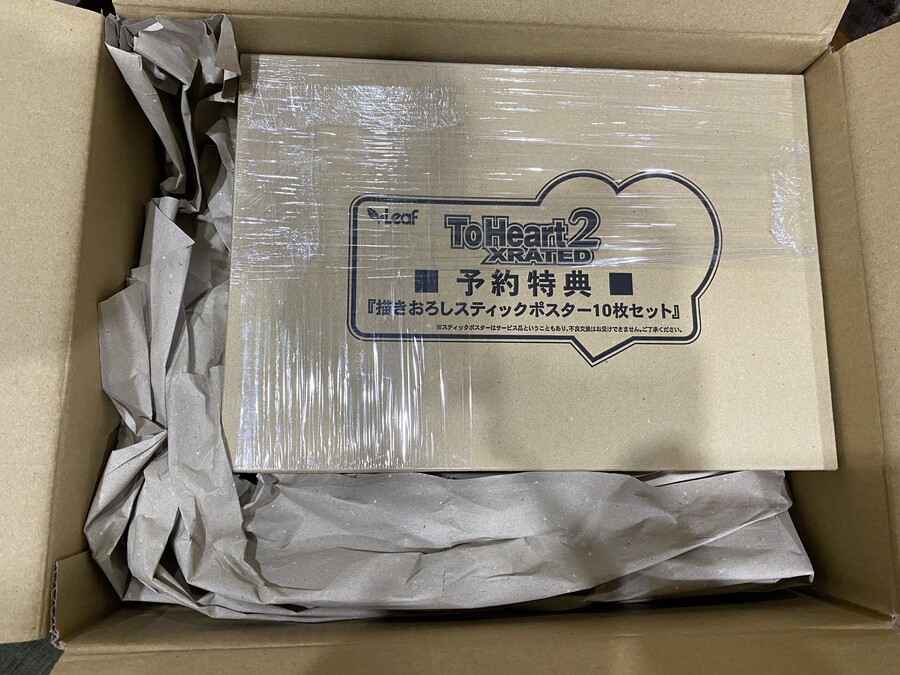 Leaf
ToHeart2
XRATED
■ 予約特典 ■
『描きおろしスティックポスター10枚セット』
※スティックポスターはサービス品ということもあり、不良交換はお受けできません。ご了承ください。